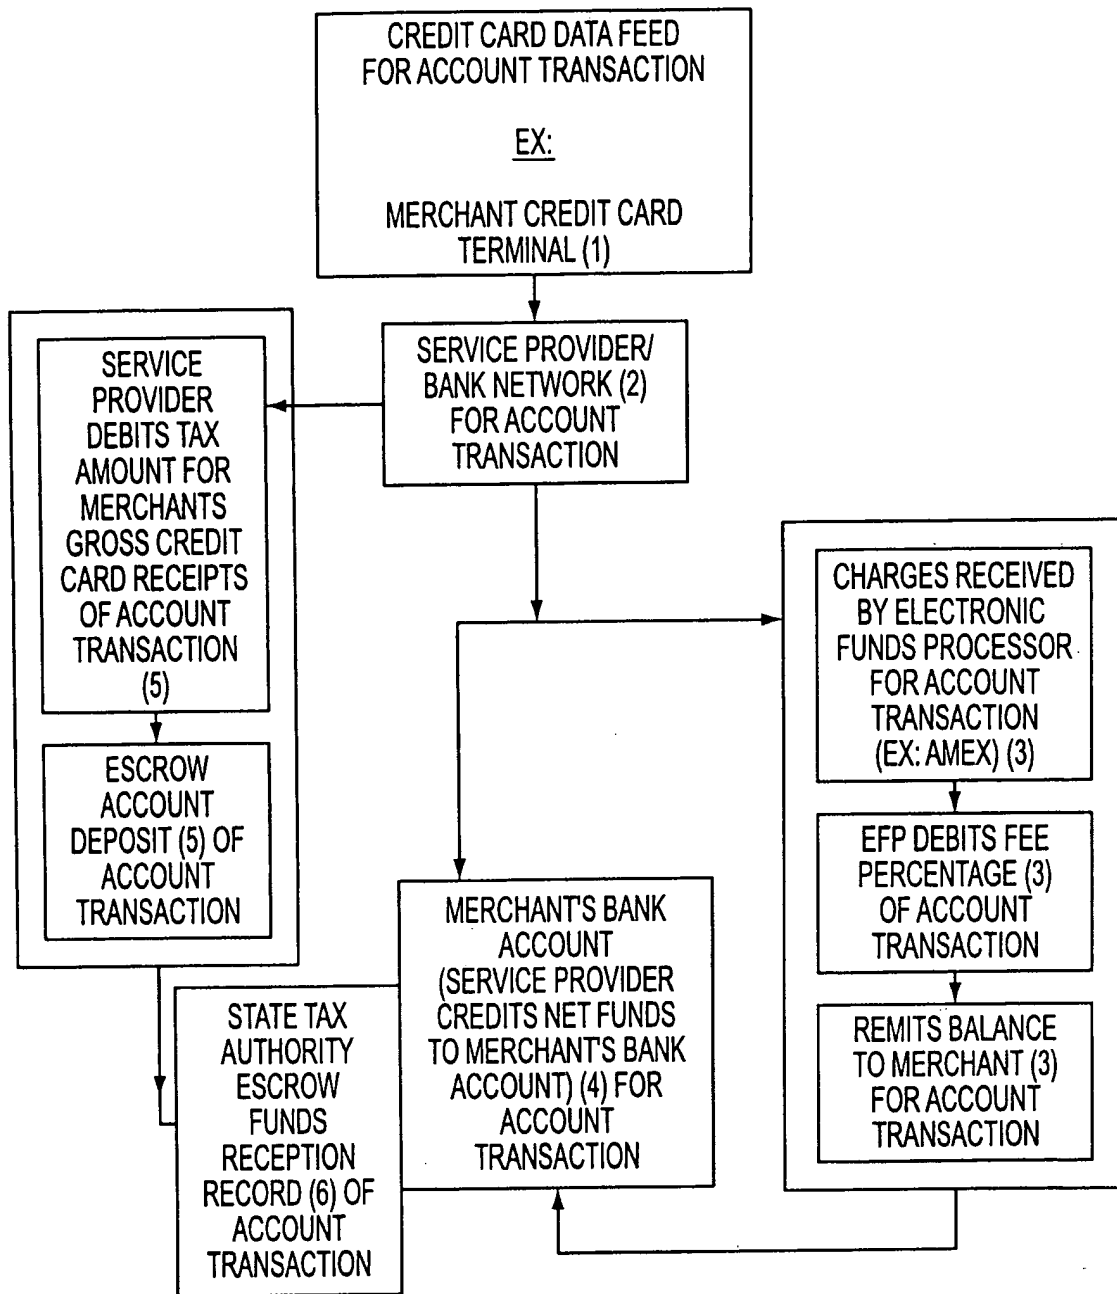 CREDIT CARD DATA FEED
FOR ACCOUNT TRANSACTION
EX:
MERCHANT CREDIT CARD
TERMINAL (1)
SERVICE PROVIDER/
BANK NETWORK (2)
FOR ACCOUNT
TRANSACTION
SERVICE
PROVIDER
DEBITS TAX
AMOUNT FOR
MERCHANTS
GROSS CREDIT
CARD RECEIPTS
OF ACCOUNT
TRANSACTION
(5)
ESCROW
ACCOUNT
DEPOSIT (5) OF
ACCOUNT
TRANSACTION
CHARGES RECEIVED
BY ELECTRONIC
FUNDS PROCESSOR
FOR ACCOUNT
TRANSACTION
(EX: AMEX) (3)
EFP DEBITS FEE
PERCENTAGE (3)
OF ACCOUNT
TRANSACTION
REMITS BALANCE
TO MERCHANT (3)
FOR ACCOUNT
TRANSACTION
MERCHANT'S BANK
ACCOUNT
(SERVICE PROVIDER
CREDITS NET FUNDS
TO MERCHANT'S BANK
ACCOUNT) (4) FOR
ACCOUNT
TRANSACTION
STATE TAX
AUTHORITY
ESCROW
FUNDS
RECEPTION
RECORD (6) OF
ACCOUNT
TRANSACTION